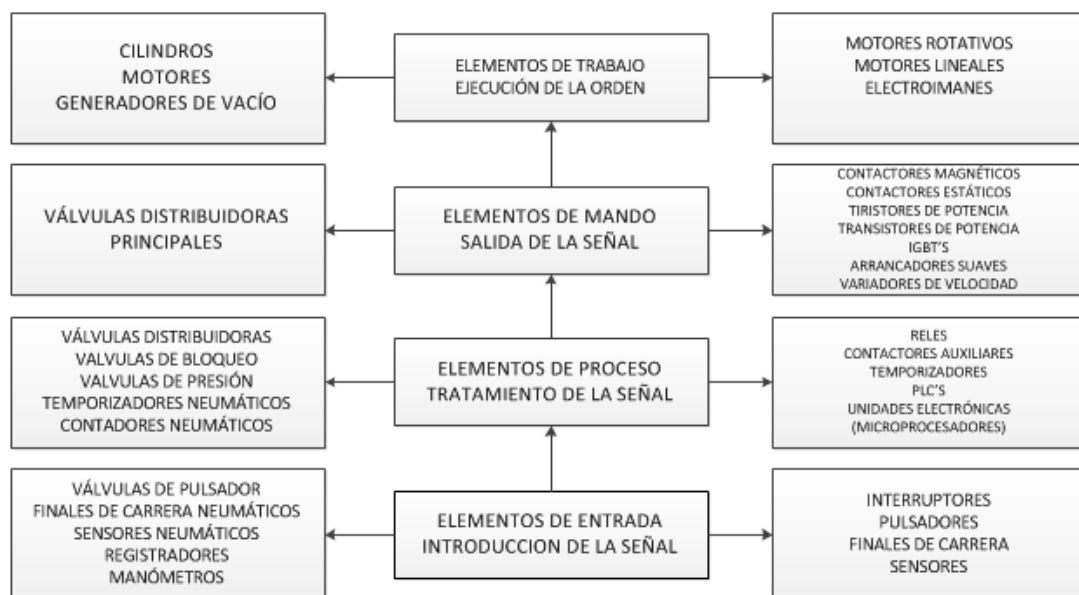 CILINDROS
MOTORES
GENERADORES DE VACÍO
ELEMENTOS DE TRABAJO
EJECUCIÓN DE LA ORDEN
MOTORES ROTATIVOS
MOTORES LINEALES
ELECTROIMANES
VÁLVULAS DISTRIBUIDORAS
PRINCIPALES
ELEMENTOS DE MANDO
SALIDA DE LA SEÑAL
CONTACTORES MAGNÉTICOS
CONTACTORES ESTÁTICOS
TIRISTORES DE POTENCIA
TRANSISTORES DE POTENCIA
IGBT'S
ARRANCADORES SUAVES
VARIADORES DE VELOCIDAD
VÁLVULAS DISTRIBUIDORAS
VALVULAS DE BLOQUEO
VALVULAS DE PRESIÓN
TEMPORIZADORES NEUMÁTICOS
CONTADORES NEUMÁTICOS
ELEMENTOS DE PROCESO
TRATAMIENTO DE LA SEÑAL
RELES
CONTACTORES AUXILIARES
TEMPORIZADORES
PLC'S
UNIDADES ELECTRÓNICAS
(MICROPROCESADORES)
VÁLVULAS DE PULSADOR
FINALES DE CARRERA NEUMÁTICOS
SENSORES NEUMÁTICOS
REGISTRADORES
MANÓMETROS
ELEMENTOS DE ENTRADA
INTRODUCCION DE LA SEÑAL
INTERRUPTORES
PULSADORES
FINALES DE CARRERA
SENSORES